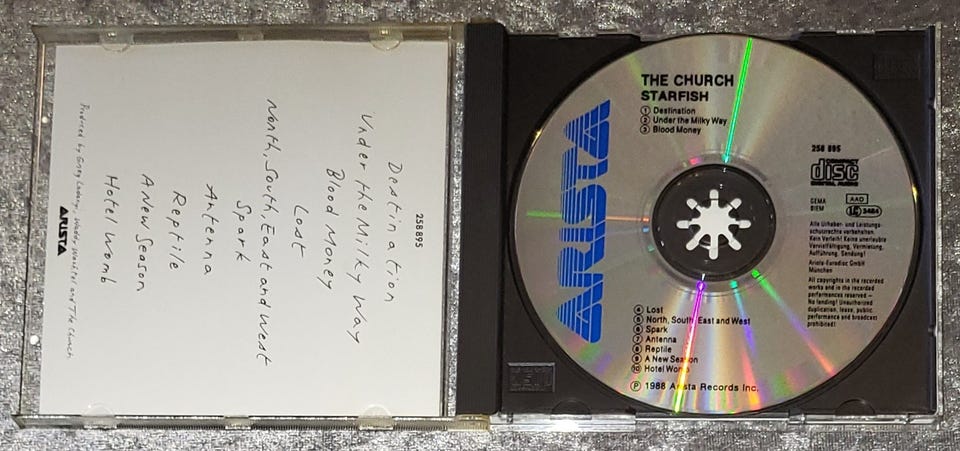 258895
Destination
Under the Milky Way
Blood Money
Lost
North, South, East and West
Spark
Antenna
Reptile
A New Season
Hotel Womb
Produced by Greg Ladanyi, Waddy Wachtel and The Church
ARISTA
THE CHURCH
STARFISH
① Destination
② Under the Milky Way
③ Blood Money
ARISTA
258 895
COMPACT
disc
DIGITAL AUDIO
GEMA AAD
BIEM LC 3484
Alle Urheber- und Leistungs-
schutzrechte vorbehalten.
Kein Verleih! Keine unerlaubte
Vervielfältigung, Vermietung,
Aufführung, Sendung!
Ariola-Eurodisc GmbH
München
All copyrights in the recorded
works and in the recorded
performances reserved –
No lending! Unauthorized
duplication, lease, public
performance and broadcast
prohibited!
④ Lost
⑤ North, South, East and West
⑥ Spark
⑦ Antenna
⑧ Reptile
⑨ A New Season
⑩ Hotel Womb
Ⓟ 1988 Arista Records Inc.